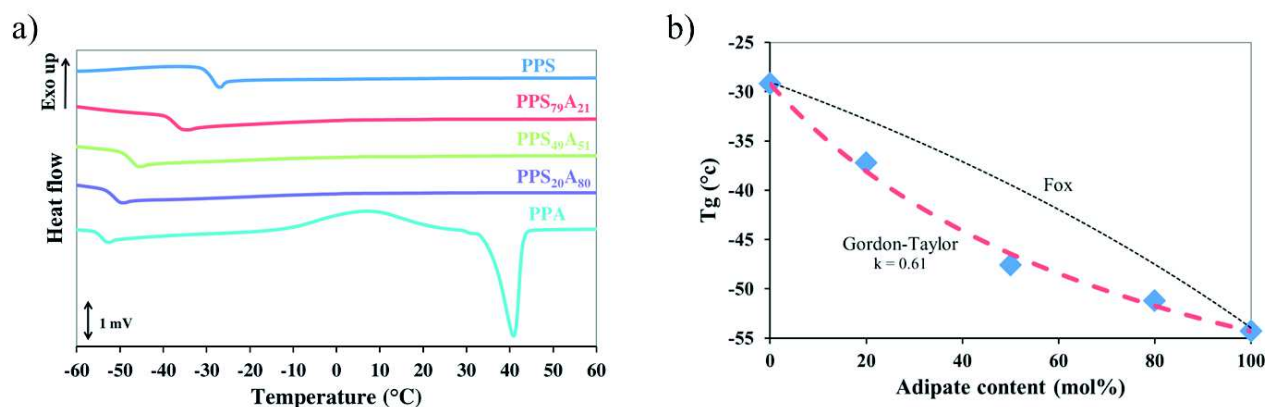 a)
Exo up
Heat flow
PPS
PPS79A21
PPS49A51
PPS20A80
PPA
1 mV
-60 -50 -40 -30 -20 -10 0 10 20 30 40 50 60
Temperature (°C)
b)
Tg (°c)
-25
-30
-35
-40
-45
-50
-55
Fox
Gordon-Taylor
k = 0.61
0 20 40 60 80 100
Adipate content (mol%)